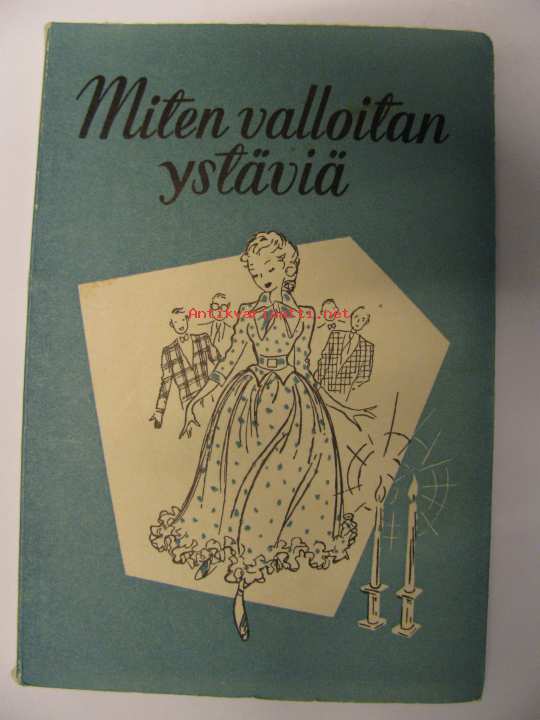 Miten valloitan
ystäviä
Antikvariaatti.net